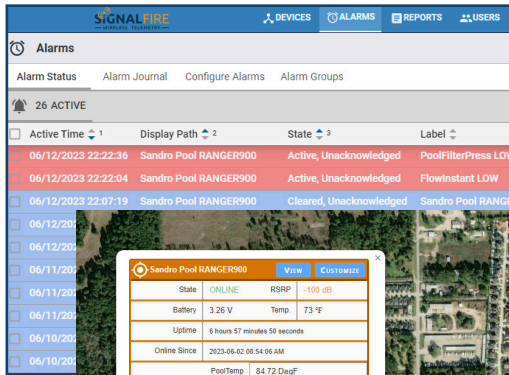 SIGNALFIRE
WIRELESS TELEMETRY
DEVICES ALARMS REPORTS USERS
Alarms
Alarm Status Alarm Journal Configure Alarms Alarm Groups
26 ACTIVE
Active Time 1 Display Path 2 State 3 Label
06/12/2023 22:22:36 Sandro Pool RANGER900 Active, Unacknowledged PoolFilterPress LOW
06/12/2023 22:22:04 Sandro Pool RANGER900 Active, Unacknowledged FlowInstant LOW
06/12/2023 22:07:19 Sandro Pool RANGER900 Cleared, Unacknowledged Sandro Pool RANG
06/12/202
06/12/202
06/11/202
06/11/202
06/11/202
06/10/202
06/10/202
Sandro Pool RANGER900 VIEW CUSTOMIZE ×
State ONLINE RSRP -100 dB
Battery 3.26 V Temp. 73 °F
Uptime 6 hours 57 minutes 50 seconds
Online Since 2023-06-02 08:54:06 AM
PoolTemp 84.72 DegF